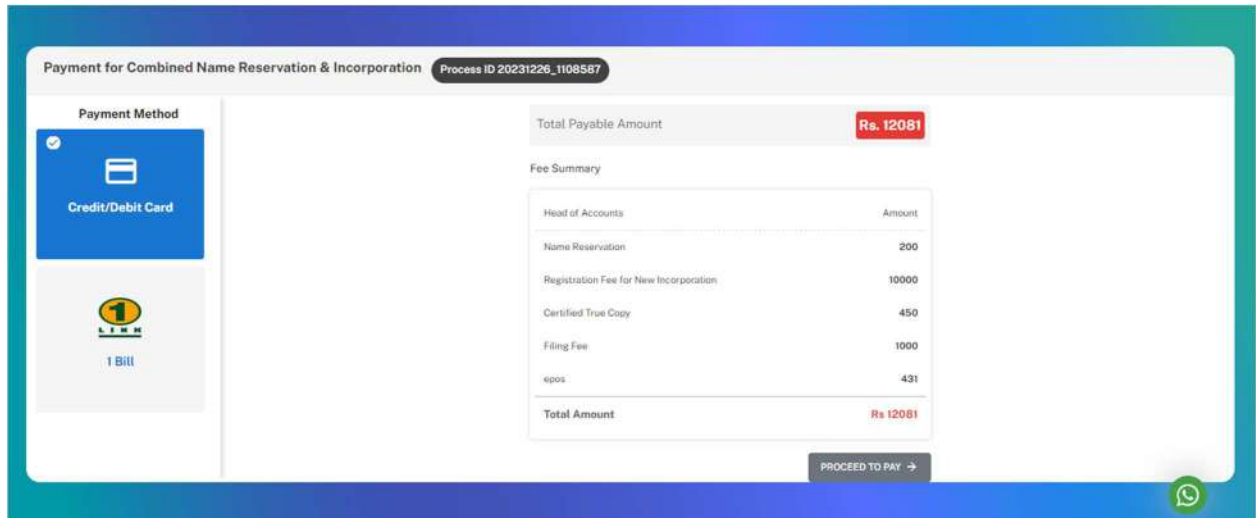 Payment for Combined Name Reservation & Incorporation Process ID 20231226_1108587
Payment Method
Credit/Debit Card
1
LINK
1 Bill
Total Payable Amount Rs. 12081
Fee Summary
Head of Accounts Amount
Name Reservation 200
Registration Fee for New Incorporation 10000
Certified True Copy 450
Filing Fee 1000
epos 431
Total Amount Rs 12081
PROCEED TO PAY →